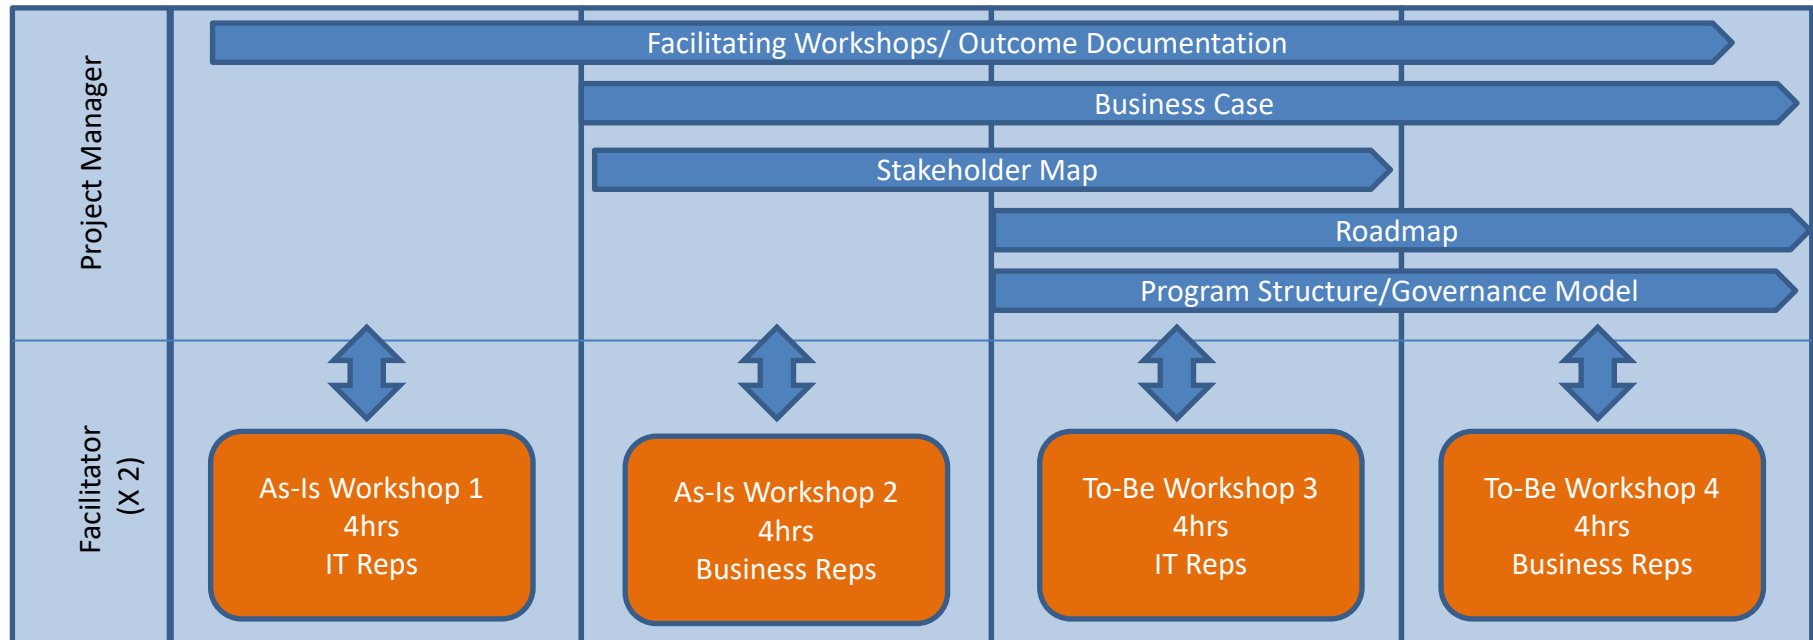 Project Manager
Facilitating Workshops/ Outcome Documentation
Business Case
Stakeholder Map
Roadmap
Program Structure/Governance Model
Facilitator
(X 2)
As-Is Workshop 1
4hrs
IT Reps
As-Is Workshop 2
4hrs
Business Reps
To-Be Workshop 3
4hrs
IT Reps
To-Be Workshop 4
4hrs
Business Reps